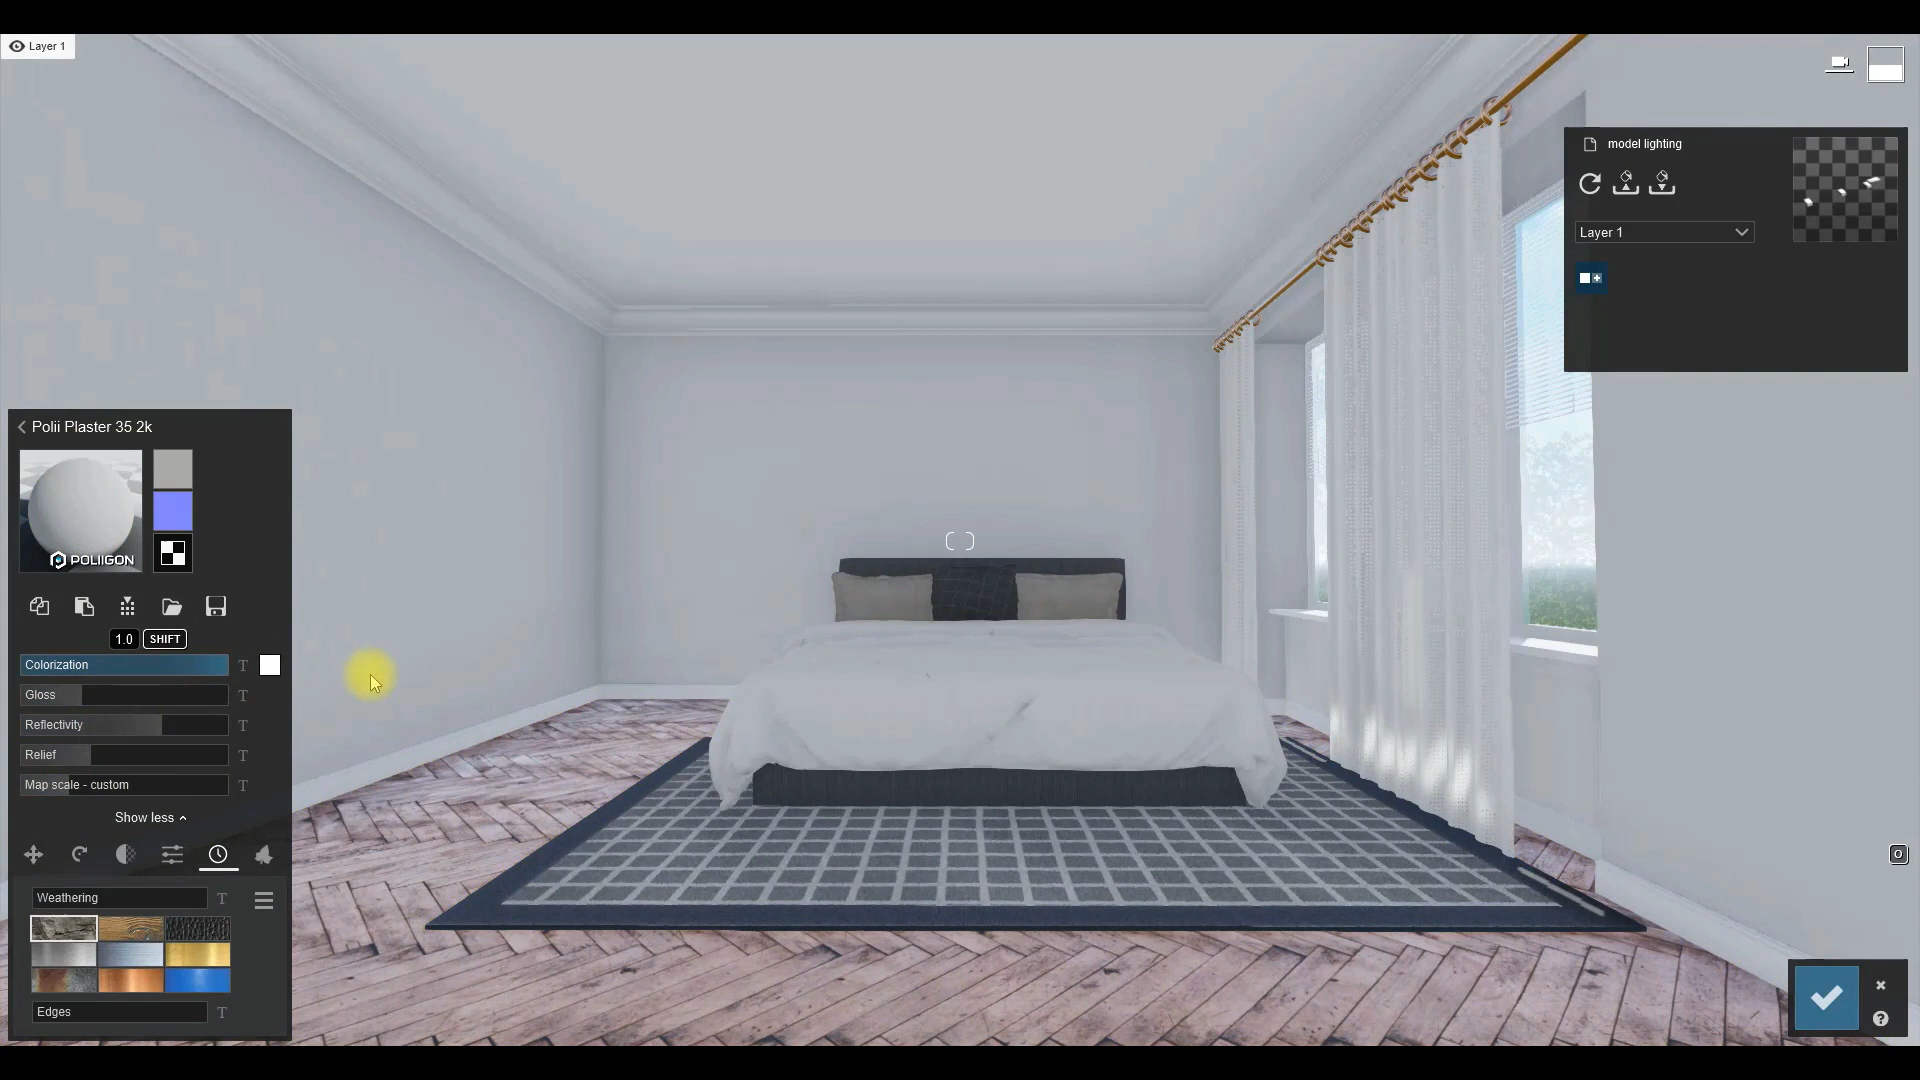 Layer 1
model lighting
Layer 1
Polii Plaster 35 2k
POLIIGON
1.0 SHIFT
Colorization T
Gloss T
Reflectivity T
Relief T
Map scale - custom T
Show less
Weathering T
Edges T
O
?